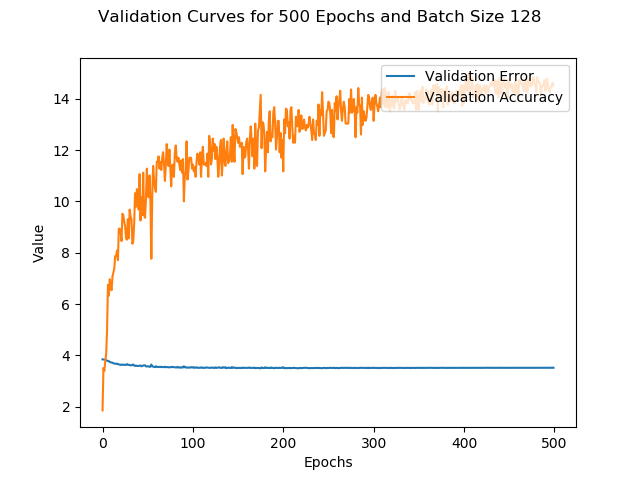 Validation Curves for 500 Epochs and Batch Size 128
Validation Error
Validation Accuracy
14
12
10
8
6
4
2
Value
0
100
200
300
400
500
Epochs